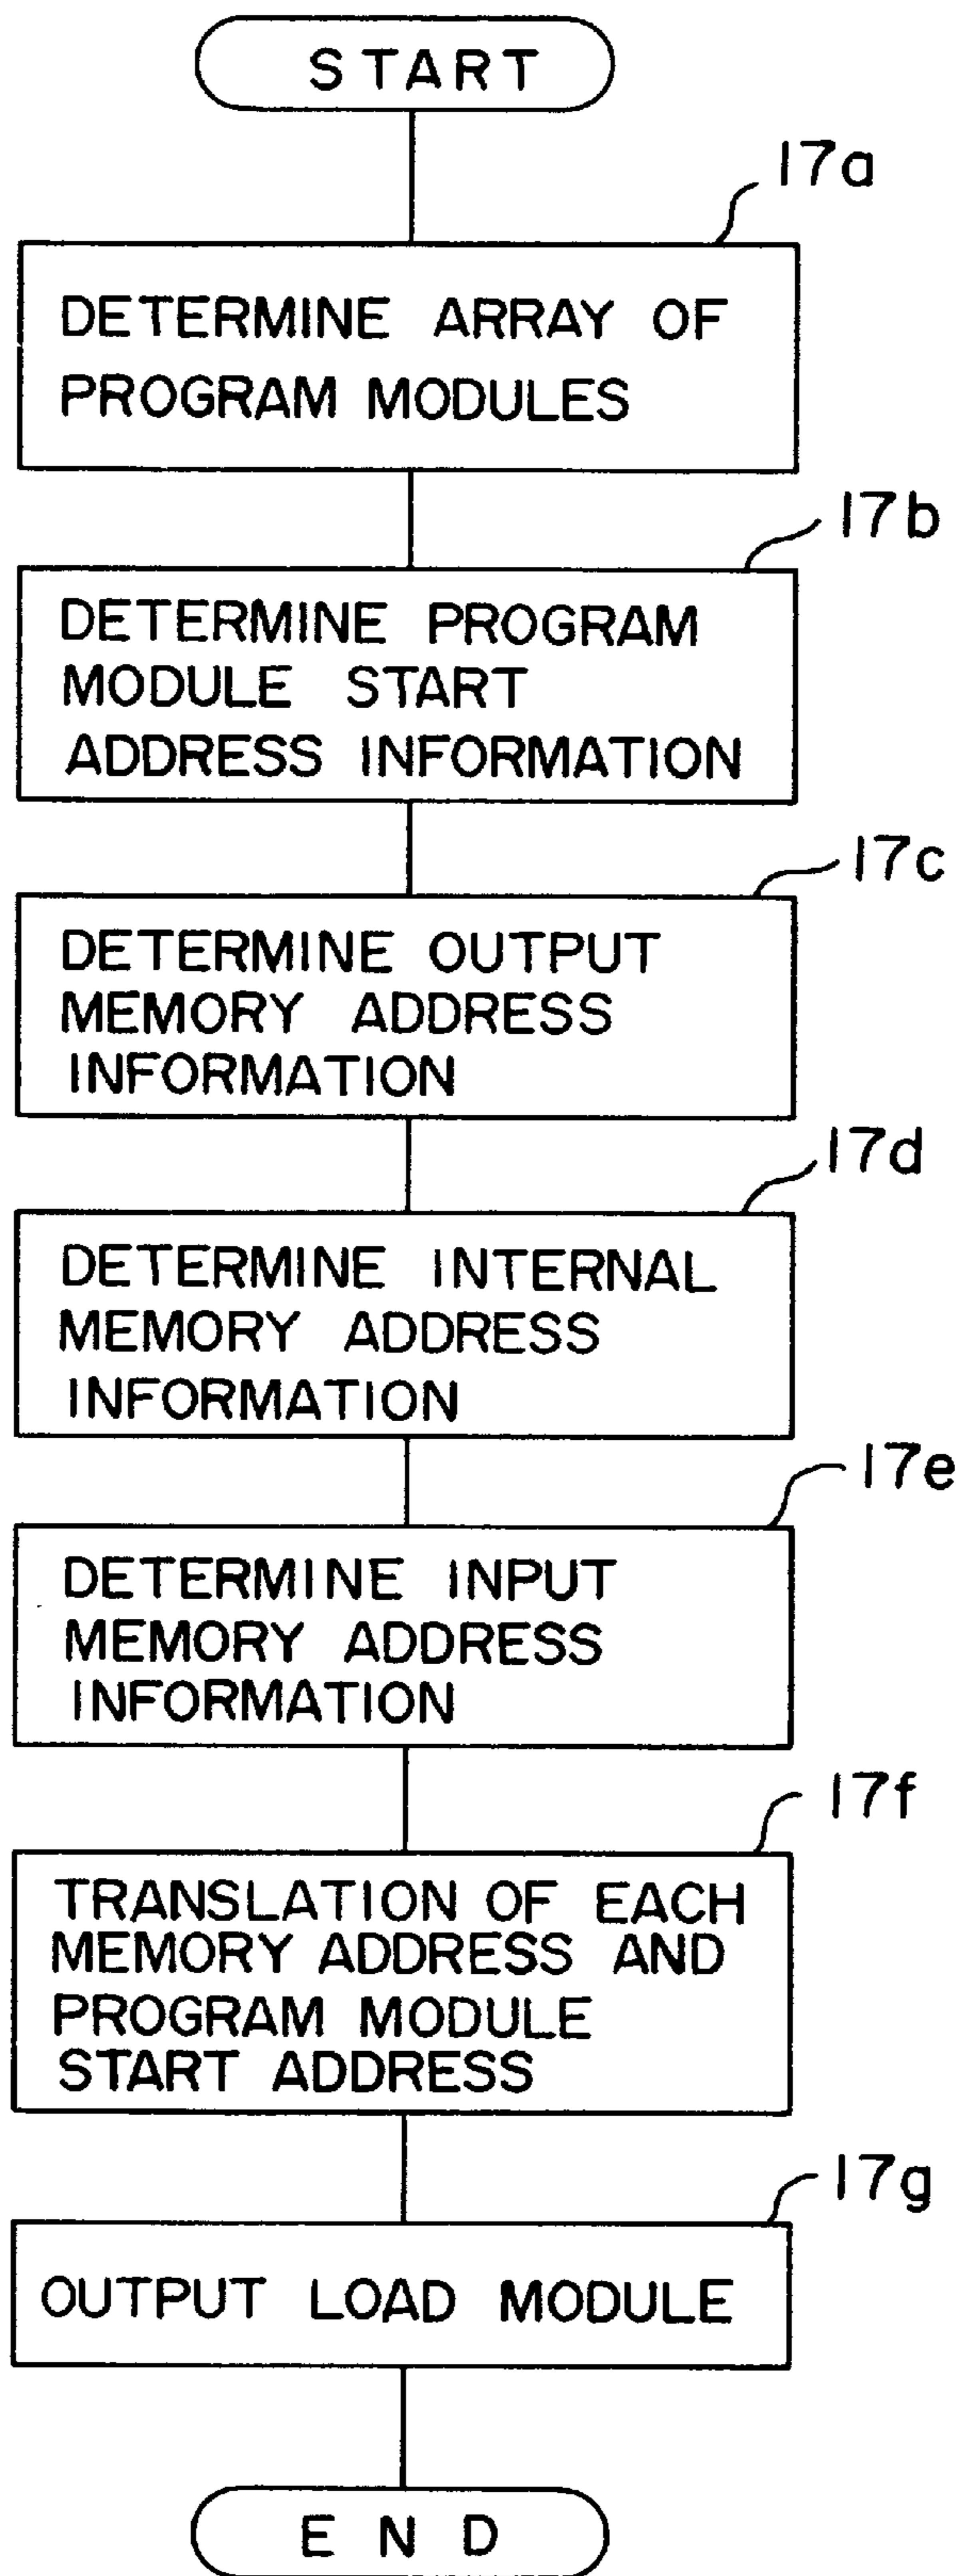 START
17a
DETERMINE ARRAY OF
PROGRAM MODULES
17b
DETERMINE PROGRAM
MODULE START
ADDRESS INFORMATION
17c
DETERMINE OUTPUT
MEMORY ADDRESS
INFORMATION
17d
DETERMINE INTERNAL
MEMORY ADDRESS
INFORMATION
17e
DETERMINE INPUT
MEMORY ADDRESS
INFORMATION
17f
TRANSLATION OF EACH
MEMORY ADDRESS AND
PROGRAM MODULE
START ADDRESS
17g
OUTPUT LOAD MODULE
END